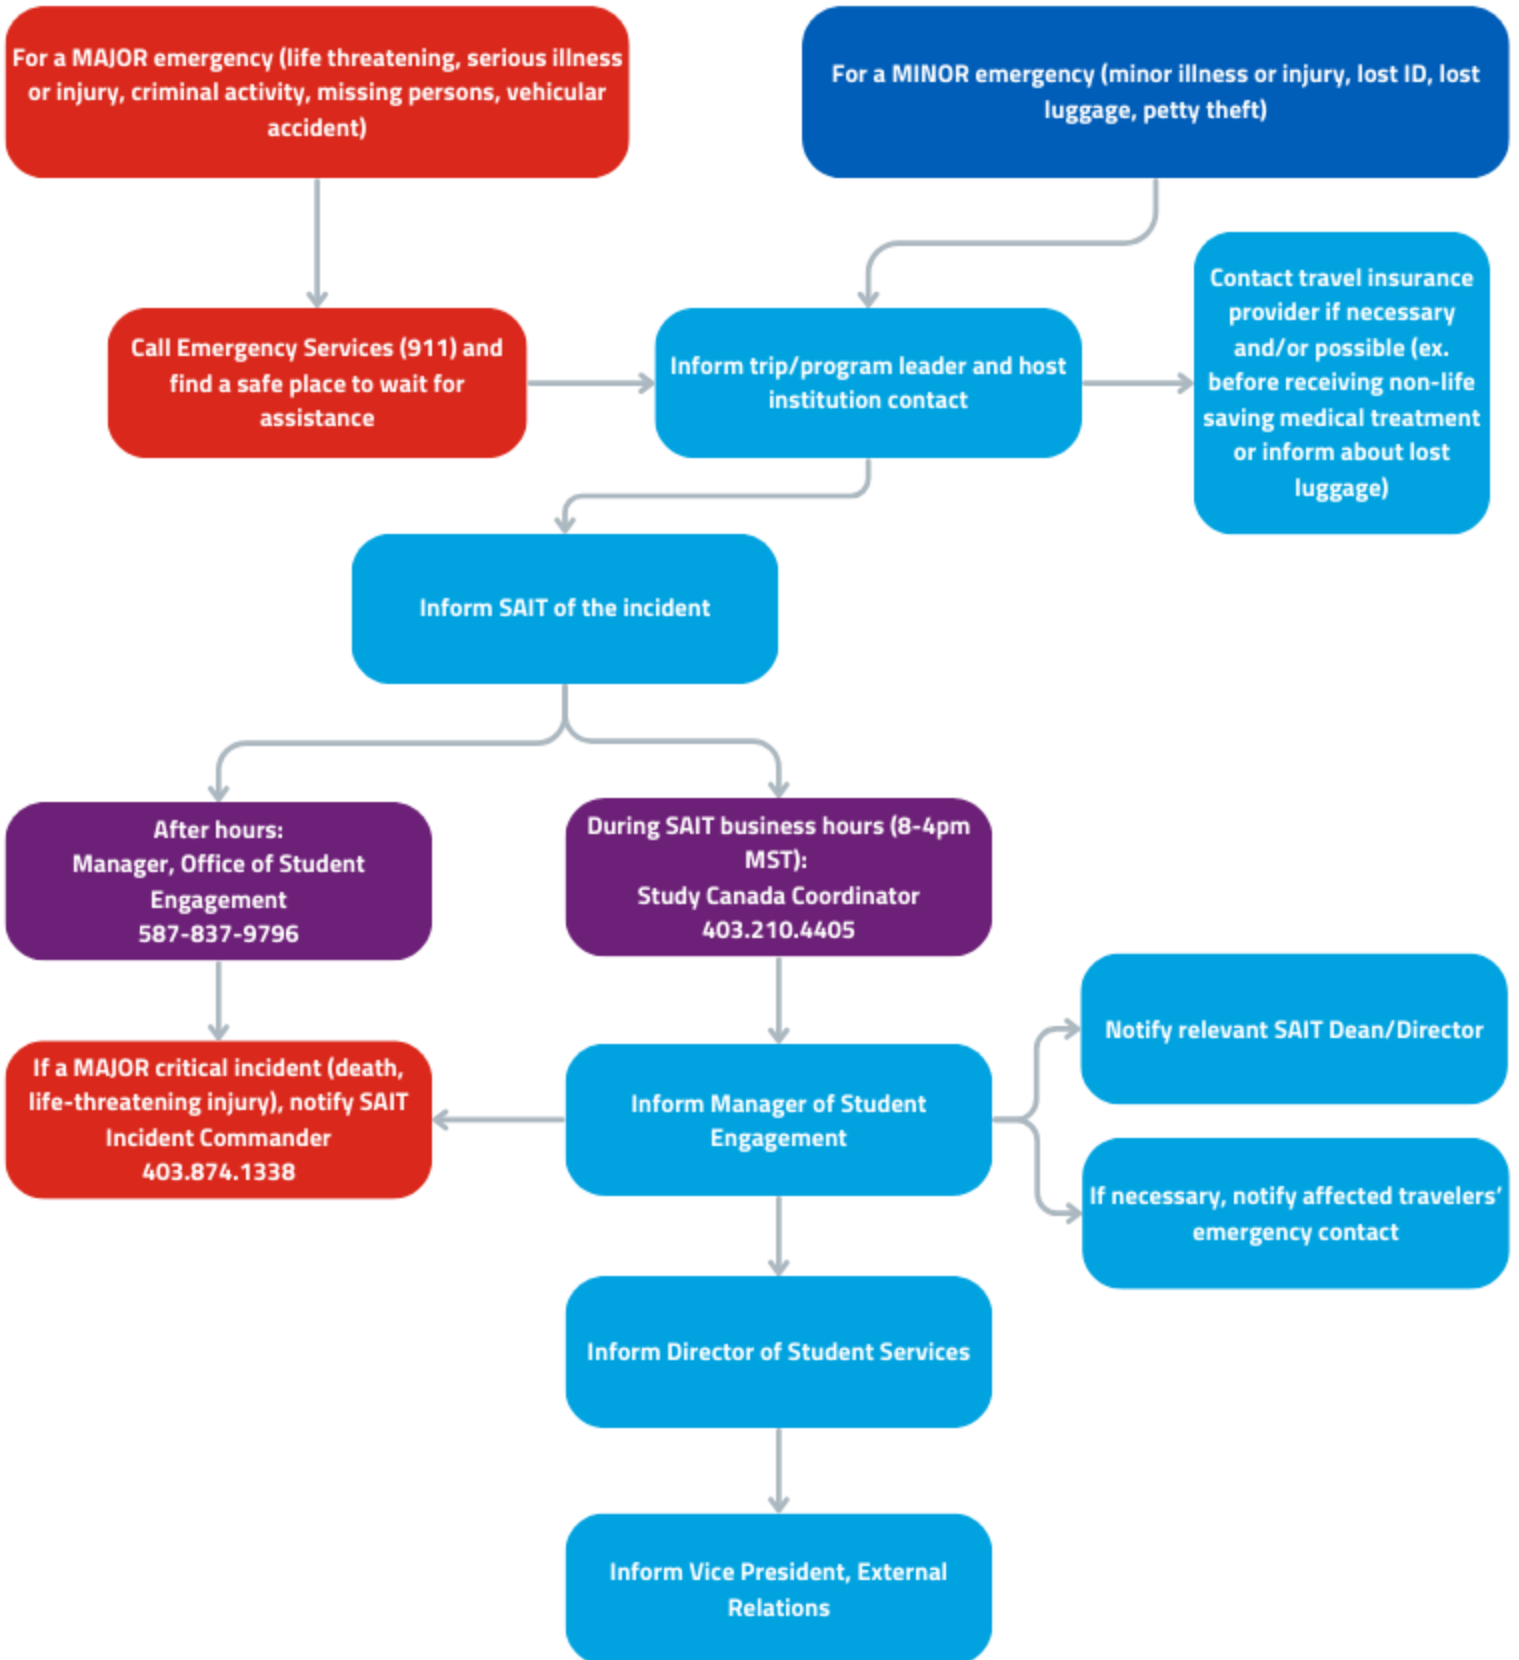 For a MAJOR emergency (life threatening, serious illness
or injury, criminal activity, missing persons, vehicular
accident)
For a MINOR emergency (minor illness or injury, lost ID, lost
luggage, petty theft)
Call Emergency Services (911) and
find a safe place to wait for
assistance
Inform trip/program leader and host
institution contact
Contact travel insurance
provider if necessary
and/or possible (ex.
before receiving non-life
saving medical treatment
or inform about lost
luggage)
Inform SAIT of the incident
After hours:
Manager, Office of Student
Engagement
587-837-9796
During SAIT business hours (8-4pm
MST):
Study Canada Coordinator
403.210.4405
If a MAJOR critical incident (death,
life-threatening injury), notify SAIT
Incident Commander
403.874.1338
Inform Manager of Student
Engagement
Notify relevant SAIT Dean/Director
If necessary, notify affected travelers’
emergency contact
Inform Director of Student Services
Inform Vice President, External
Relations